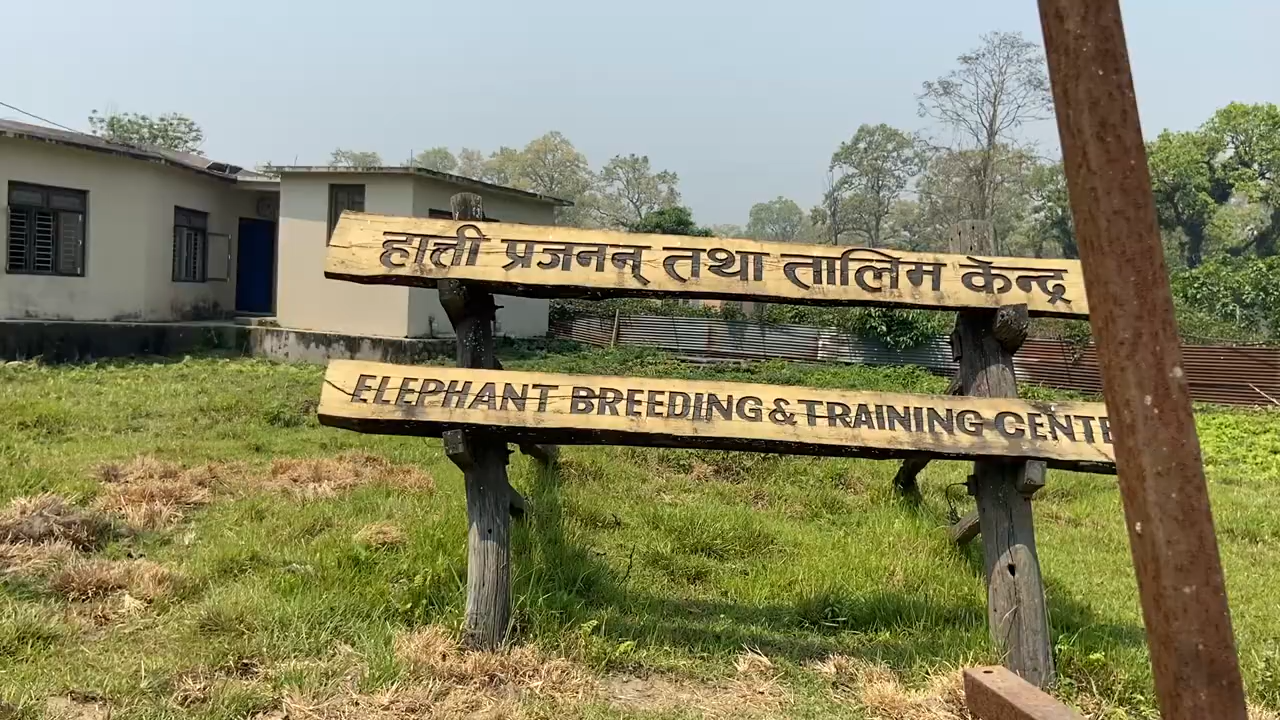 हात्ती प्रजनन् तथा तालिम केन्द्र
ELEPHANT BREEDING & TRAINING CENTE